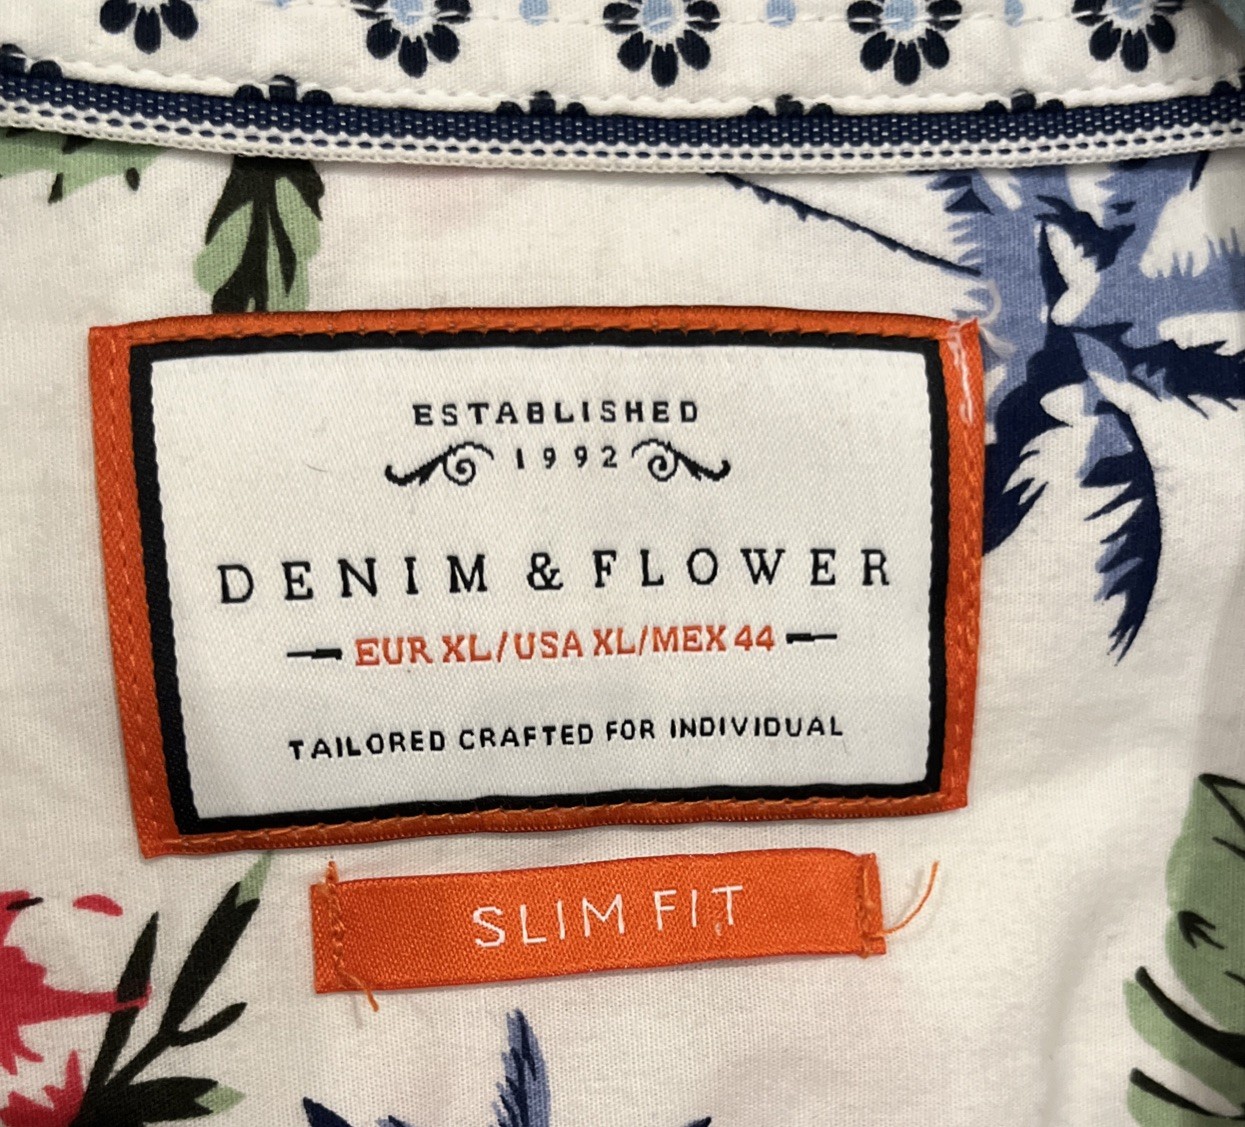 ESTABLISHED
1992
DENIM & FLOWER
EUR XL/USA XL/MEX 44
TAILORED CRAFTED FOR INDIVIDUAL
SLIM FIT